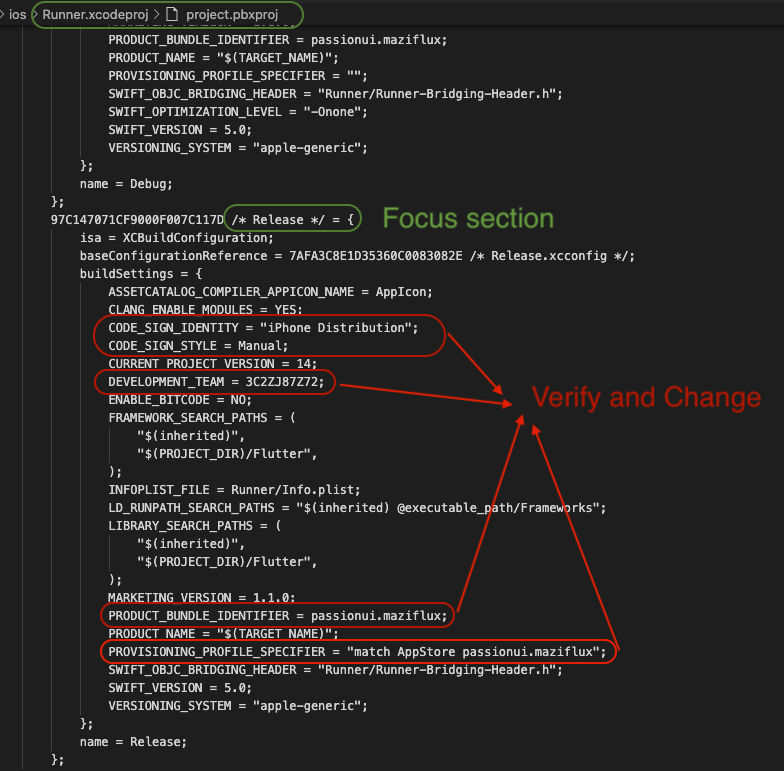 ios > Runner.xcodeproj > project.pbxproj
PRODUCT_BUNDLE_IDENTIFIER = passionui.maziflux;
PRODUCT_NAME = "$(TARGET_NAME)";
PROVISIONING_PROFILE_SPECIFIER = "";
SWIFT_OBJC_BRIDGING_HEADER = "Runner/Runner-Bridging-Header.h";
SWIFT_OPTIMIZATION_LEVEL = "-Onone";
SWIFT_VERSION = 5.0;
VERSIONING_SYSTEM = "apple-generic";
};
name = Debug;
};
97C147071CF9000F007C117D /* Release */ = {
Focus section
isa = XCBuildConfiguration;
baseConfigurationReference = 7AFA3C8E1D35360C0083082E /* Release.xcconfig */;
buildSettings = {
ASSETCATALOG_COMPILER_APPICON_NAME = AppIcon;
CLANG_ENABLE_MODULES = YES;
CODE_SIGN_IDENTITY = "iPhone Distribution";
CODE_SIGN_STYLE = Manual;
CURRENT_PROJECT_VERSION = 14;
DEVELOPMENT_TEAM = 3C2ZJ87Z72;
Verify and Change
ENABLE_BITCODE = NO;
FRAMEWORK_SEARCH_PATHS = (
"$(inherited)",
"$(PROJECT_DIR)/Flutter",
);
INFOPLIST_FILE = Runner/Info.plist;
LD_RUNPATH_SEARCH_PATHS = "$(inherited) @executable_path/Frameworks";
LIBRARY_SEARCH_PATHS = (
"$(inherited)",
"$(PROJECT_DIR)/Flutter",
);
MARKETING_VERSION = 1.1.0;
PRODUCT_BUNDLE_IDENTIFIER = passionui.maziflux;
PRODUCT_NAME = "$(TARGET_NAME)";
PROVISIONING_PROFILE_SPECIFIER = "match AppStore passionui.maziflux";
SWIFT_OBJC_BRIDGING_HEADER = "Runner/Runner-Bridging-Header.h";
SWIFT_VERSION = 5.0;
VERSIONING_SYSTEM = "apple-generic";
};
name = Release;
};